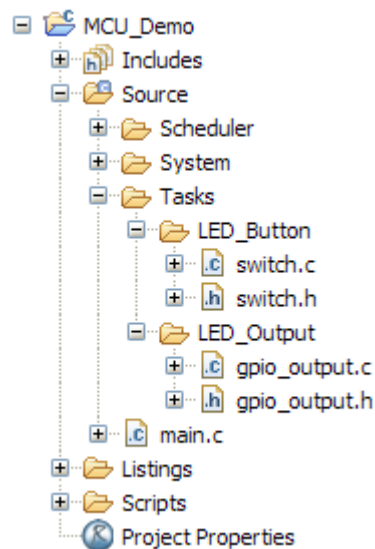 MCU_Demo
Includes
Source
Scheduler
System
Tasks
LED_Button
switch.c
switch.h
LED_Output
gpio_output.c
gpio_output.h
main.c
Listings
Scripts
Project Properties